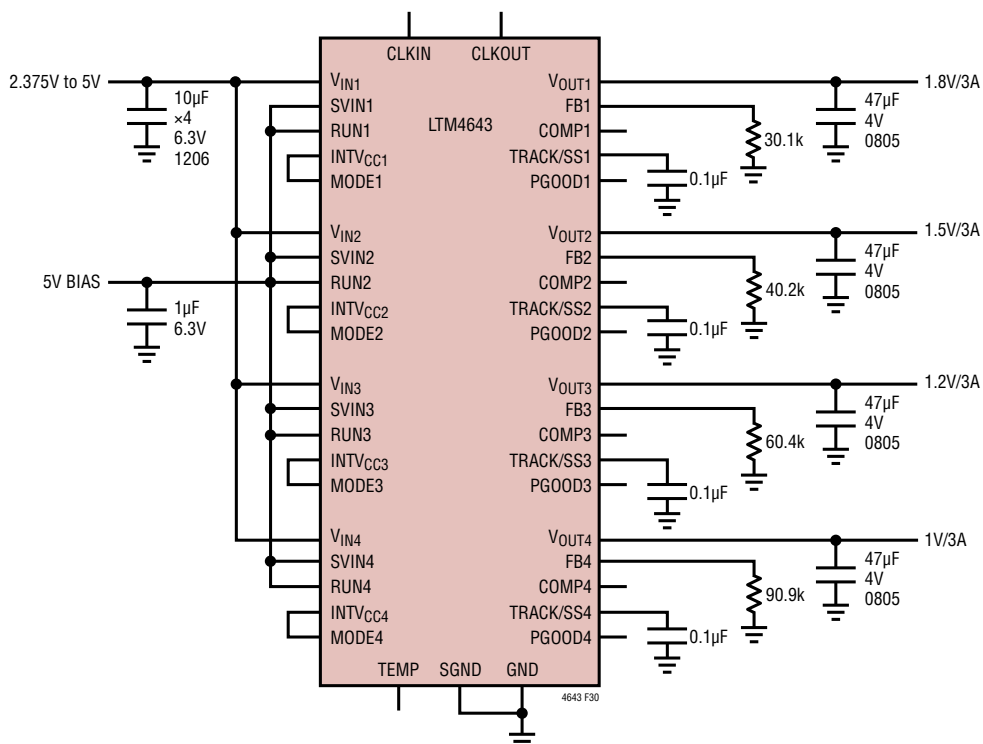 CLKIN
CLKOUT
2.375V to 5V
10µF
×4
6.3V
1206
5V BIAS
1µF
6.3V
LTM4643
VIN1
SVIN1
RUN1
INTVCC1
MODE1
VIN2
SVIN2
RUN2
INTVCC2
MODE2
VIN3
SVIN3
RUN3
INTVCC3
MODE3
VIN4
SVIN4
RUN4
INTVCC4
MODE4
VOUT1
FB1
COMP1
TRACK/SS1
PGOOD1
VOUT2
FB2
COMP2
TRACK/SS2
PGOOD2
VOUT3
FB3
COMP3
TRACK/SS3
PGOOD3
VOUT4
FB4
COMP4
TRACK/SS4
PGOOD4
1.8V/3A
47µF
4V
0805
30.1k
0.1µF
1.5V/3A
47µF
4V
0805
40.2k
0.1µF
1.2V/3A
47µF
4V
0805
60.4k
0.1µF
1V/3A
47µF
4V
0805
90.9k
0.1µF
TEMP
SGND
GND
4643 F30